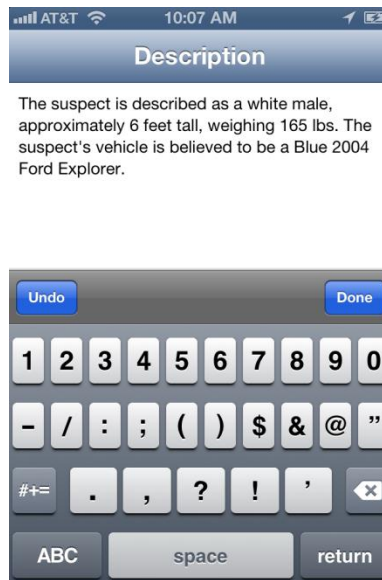 AT&T 10:07 AM
Description
The suspect is described as a white male,
approximately 6 feet tall, weighing 165 lbs. The
suspect's vehicle is believed to be a Blue 2004
Ford Explorer.
Undo Done
1 2 3 4 5 6 7 8 9 0
- / : ; ( ) $ & @ "
#+= . , ? ! '
ABC space return